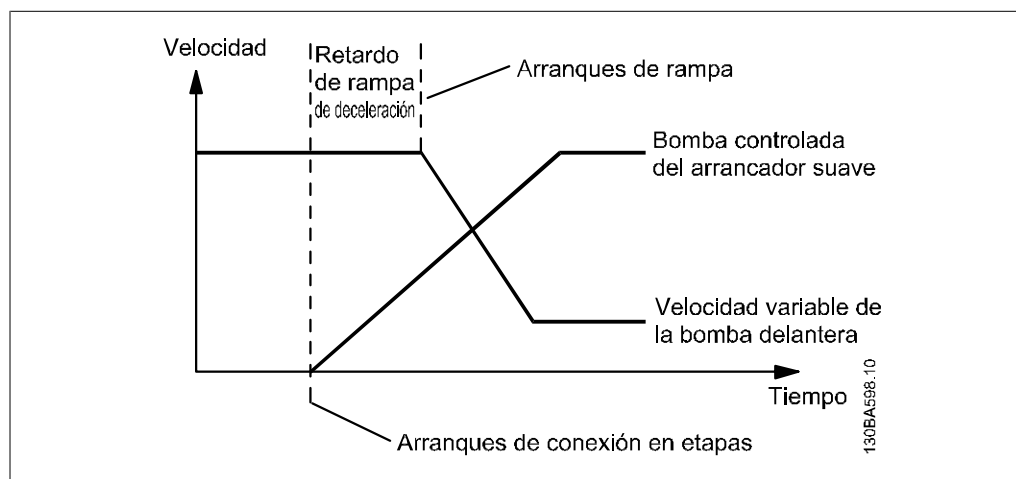 Velocidad
Retardo
de rampa
de deceleración
Arranques de rampa
Bomba controlada
del arrancador suave
Velocidad variable de
la bomba delantera
Tiempo
Arranques de conexión en etapas
130BA598.10